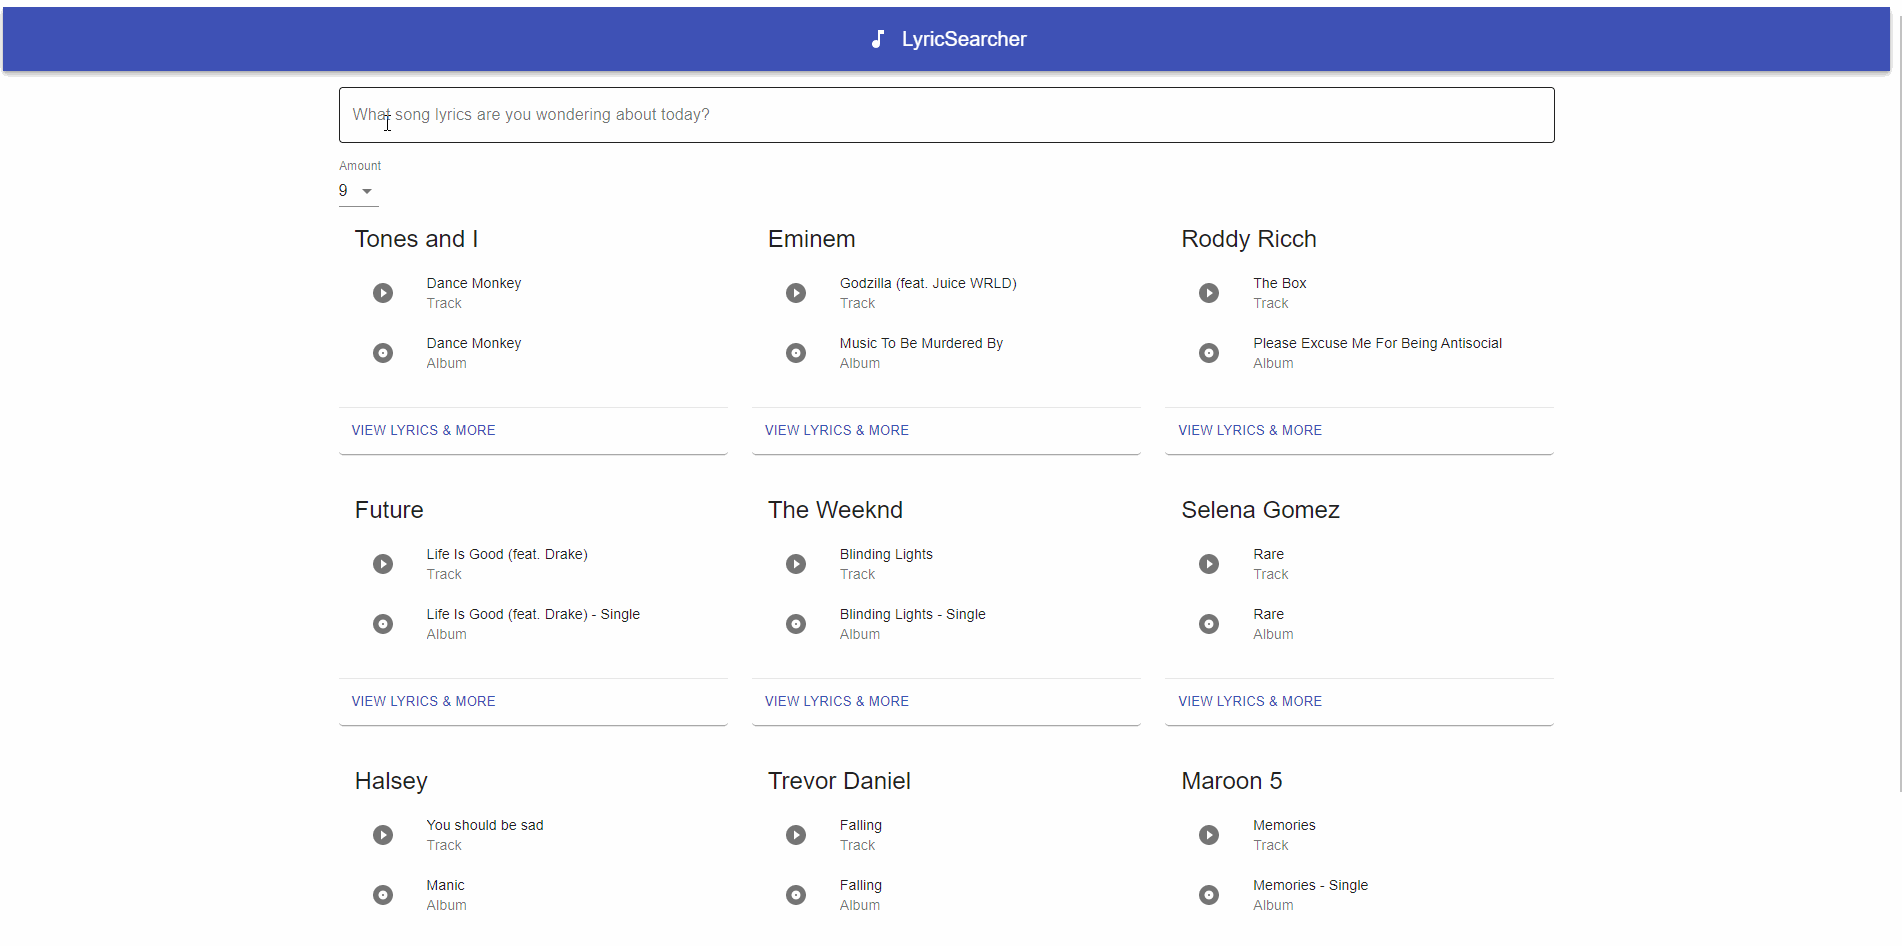 LyricSearcher
What song lyrics are you wondering about today?
Amount
9
Tones and I
Dance Monkey
Track
Dance Monkey
Album
VIEW LYRICS & MORE
Eminem
Godzilla (feat. Juice WRLD)
Track
Music To Be Murdered By
Album
VIEW LYRICS & MORE
Roddy Ricch
The Box
Track
Please Excuse Me For Being Antisocial
Album
VIEW LYRICS & MORE
Future
Life Is Good (feat. Drake)
Track
Life Is Good (feat. Drake) - Single
Album
VIEW LYRICS & MORE
The Weeknd
Blinding Lights
Track
Blinding Lights - Single
Album
VIEW LYRICS & MORE
Selena Gomez
Rare
Track
Rare
Album
VIEW LYRICS & MORE
Halsey
You should be sad
Track
Manic
Album
Trevor Daniel
Falling
Track
Falling
Album
Maroon 5
Memories
Track
Memories - Single
Album